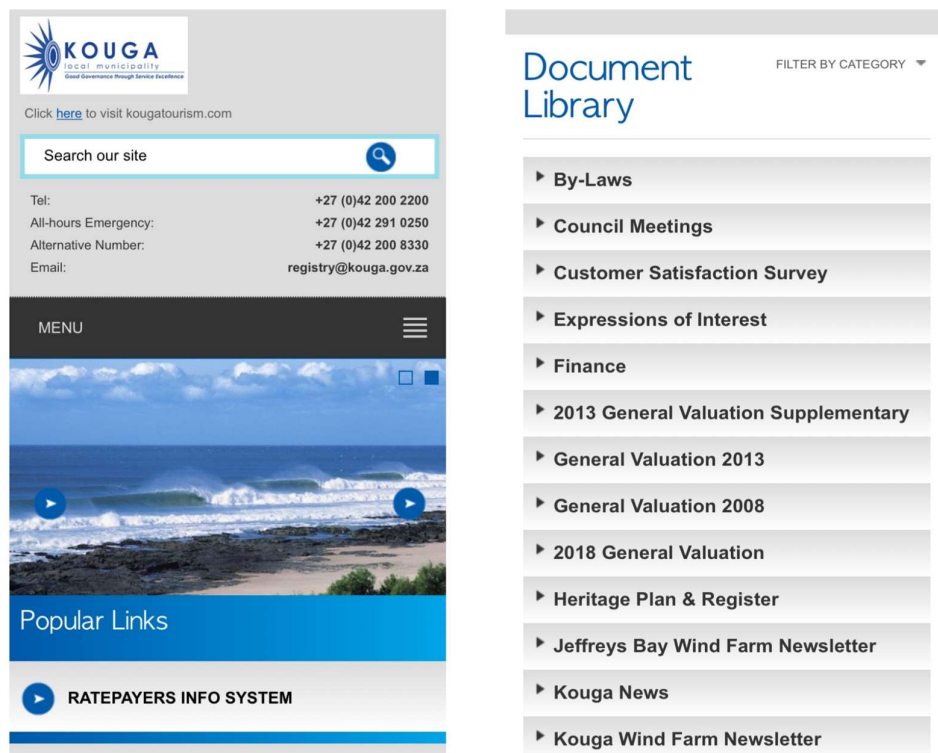 KOUGA
local municipality
Good Governance through Service Excellence
Click here to visit kougatourism.com
Search our site
Tel: +27 (0)42 200 2200
All-hours Emergency: +27 (0)42 291 0250
Alternative Number: +27 (0)42 200 8330
Email: registry@kouga.gov.za
MENU
Popular Links
RATEPAYERS INFO SYSTEM
Document
Library
FILTER BY CATEGORY
By-Laws
Council Meetings
Customer Satisfaction Survey
Expressions of Interest
Finance
2013 General Valuation Supplementary
General Valuation 2013
General Valuation 2008
2018 General Valuation
Heritage Plan & Register
Jeffreys Bay Wind Farm Newsletter
Kouga News
Kouga Wind Farm Newsletter